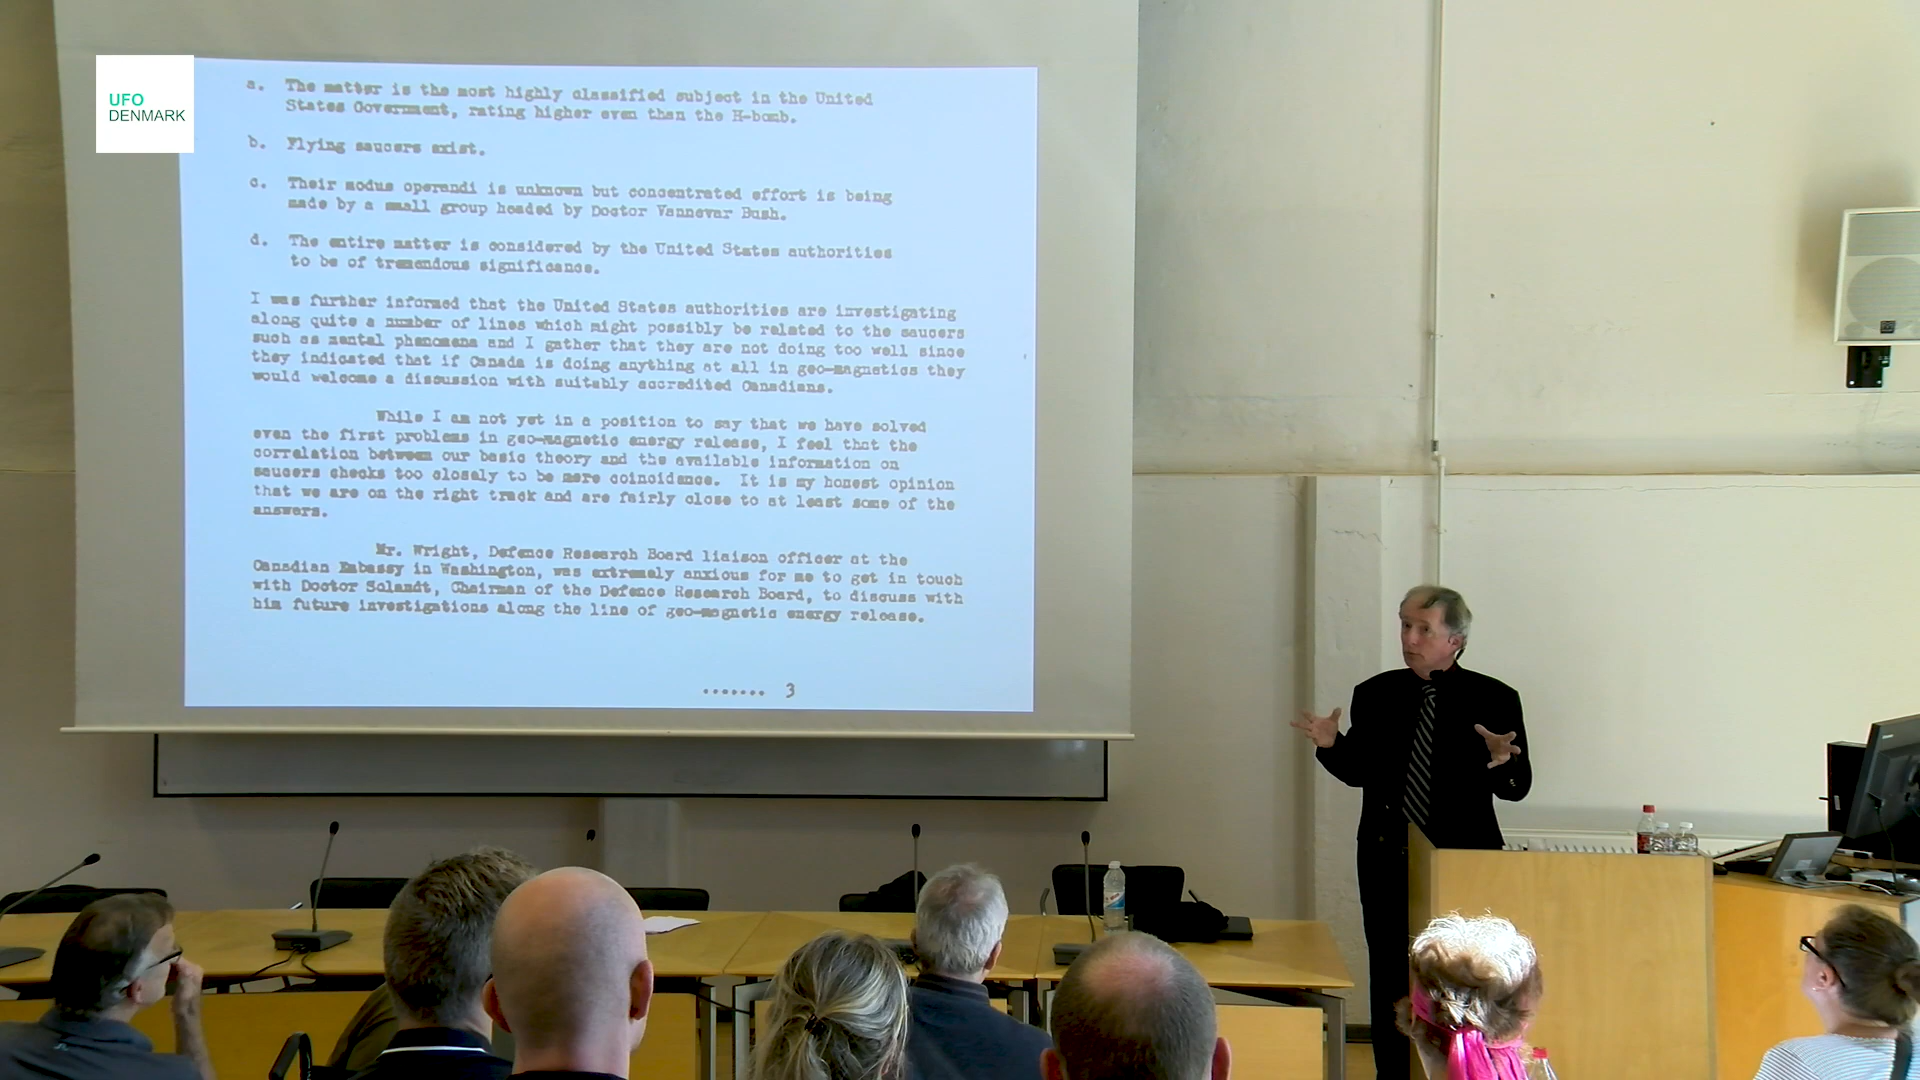 UFO
DENMARK
a. The matter is the most highly classified subject in the United
States Government, rating higher even than the H-bomb.
b. Flying saucers exist.
c. Their modus operandi is unknown but concentrated effort is being
made by a small group headed by Doctor Vannevar Bush.
d. The entire matter is considered by the United States authorities
to be of tremendous significance.
I was further informed that the United States authorities are investigating
along quite a number of lines which might possibly be related to the saucers
such as mental phenomena and I gather that they are not doing too well since
they indicated that if Canada is doing anything at all in geo-magnetics they
would welcome a discussion with suitably accredited Canadians.
While I am not yet in a position to say that we have solved
even the first problems in geo-magnetic energy release, I feel that the
correlation between our basic theory and the available information on
saucers checks too closely to be mere coincidence. It is my honest opinion
that we are on the right track and are fairly close to at least some of the
answers.
Mr. Wright, Defence Research Board liaison officer at the
Canadian Embassy in Washington, was extremely anxious for me to get in touch
with Doctor Solandt, Chairman of the Defence Research Board, to discuss with
him future investigations along the line of geo-magnetic energy release.
....... 3